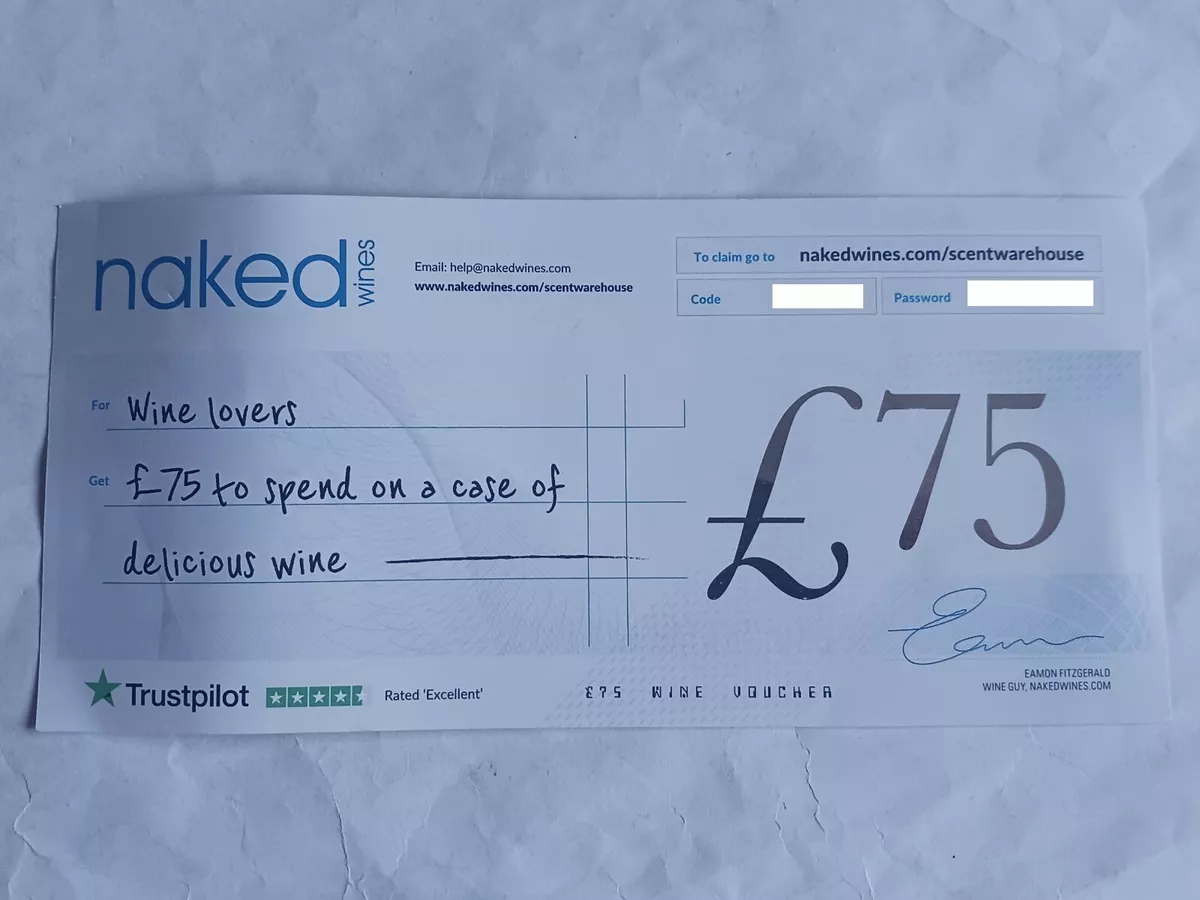 naked wines
Email: help@nakedwines.com
www.nakedwines.com/scentwarehouse
To claim go to nakedwines.com/scentwarehouse
Code
Password
For Wine lovers
Get £75 to spend on a case of
delicious wine
£75
EAMON FITZGERALD
WINE GUY, NAKEDWINES.COM
Trustpilot Rated 'Excellent'
£75 WINE VOUCHER